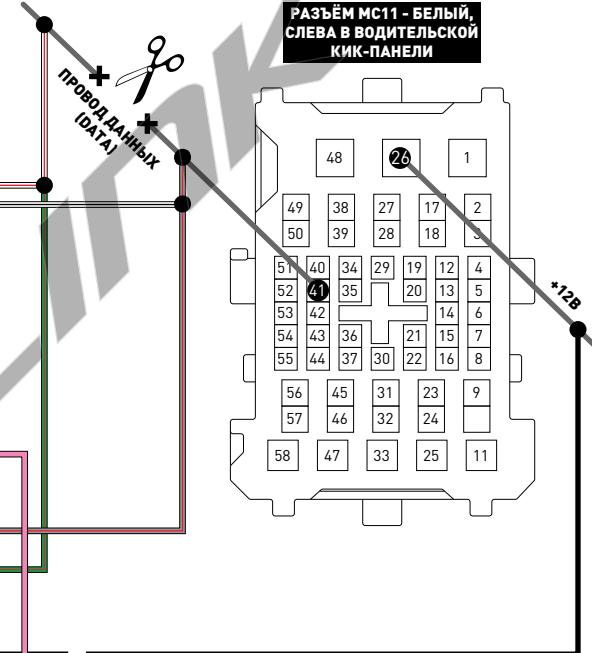 РАЗЪЁМ MC11 - БЕЛЫЙ,
СЛЕВА В ВОДИТЕЛЬСКОЙ
КИК-ПАНЕЛИ
ПРОВОД ДАННЫХ
(DATA)
48 26 1
49 38 27 17 2
50 39 28 18 3
51 40 34 29 19 12 4
52 41 35 20 13 5
53 42 14 6
54 43 36 21 15 7
55 44 37 30 22 16 8
56 45 31 23 9
57 46 32 24
58 47 33 25 11
+12В